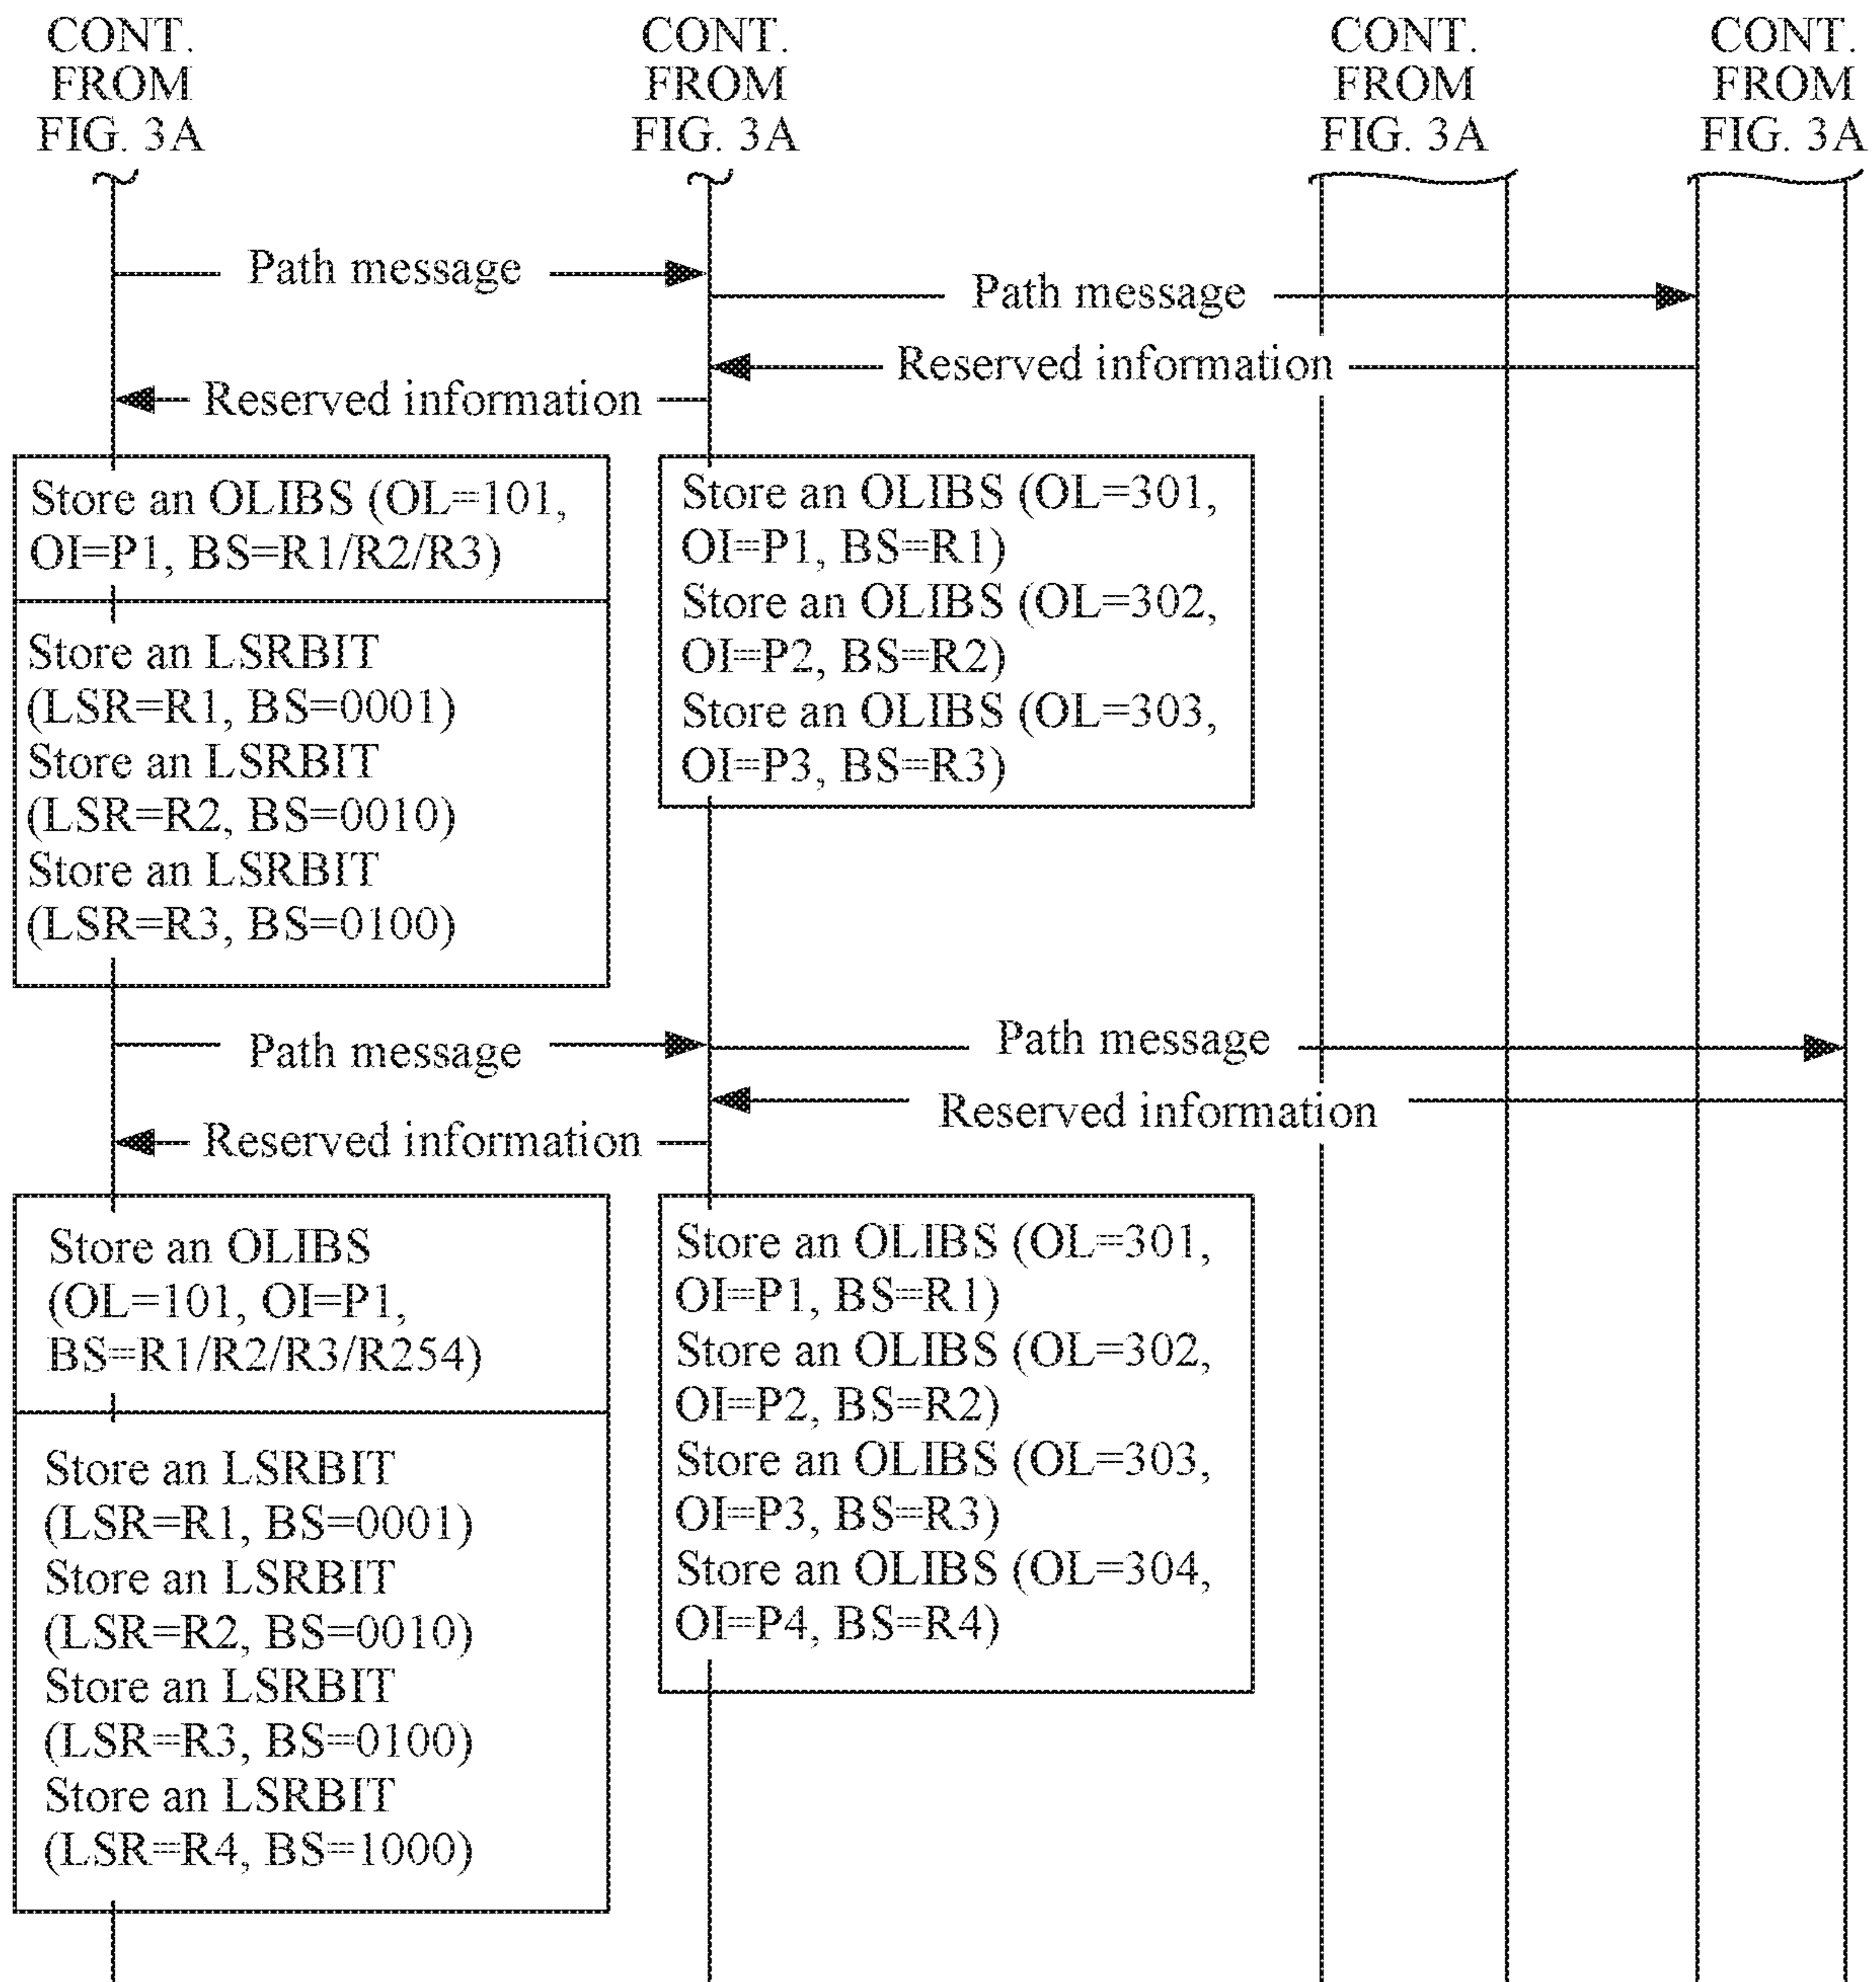 CONT.
FROM
FIG. 3A
CONT.
FROM
FIG. 3A
CONT.
FROM
FIG. 3A
CONT.
FROM
FIG. 3A
Path message
Path message
Reserved information
Reserved information
Store an OLIBS (OL=101,
OI=P1, BS=R1/R2/R3)
Store an LSRBIT
(LSR=R1, BS=0001)
Store an LSRBIT
(LSR=R2, BS=0010)
Store an LSRBIT
(LSR=R3, BS=0100)
Store an OLIBS (OL=301,
OI=P1, BS=R1)
Store an OLIBS (OL=302,
OI=P2, BS=R2)
Store an OLIBS (OL=303,
OI=P3, BS=R3)
Path message
Path message
Reserved information
Reserved information
Store an OLIBS
(OL=101, OI=P1,
BS=R1/R2/R3/R254)
Store an LSRBIT
(LSR=R1, BS=0001)
Store an LSRBIT
(LSR=R2, BS=0010)
Store an LSRBIT
(LSR=R3, BS=0100)
Store an LSRBIT
(LSR=R4, BS=1000)
Store an OLIBS (OL=301,
OI=P1, BS=R1)
Store an OLIBS (OL=302,
OI=P2, BS=R2)
Store an OLIBS (OL=303,
OI=P3, BS=R3)
Store an OLIBS (OL=304,
OI=P4, BS=R4)